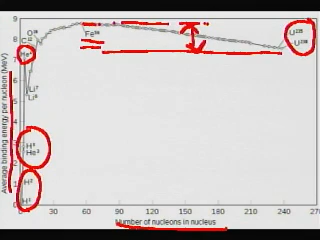 Average binding energy per nucleon (MeV)
9
8
7
6
5
4
3
2
1
0
O¹⁶
C¹²
He⁴
Li⁷
Li⁶
H³
He³
H²
H¹
Fe⁵⁶
U²³⁵
U²³⁸
0
30
60
90
120
150
180
210
240
270
Number of nucleons in nucleus